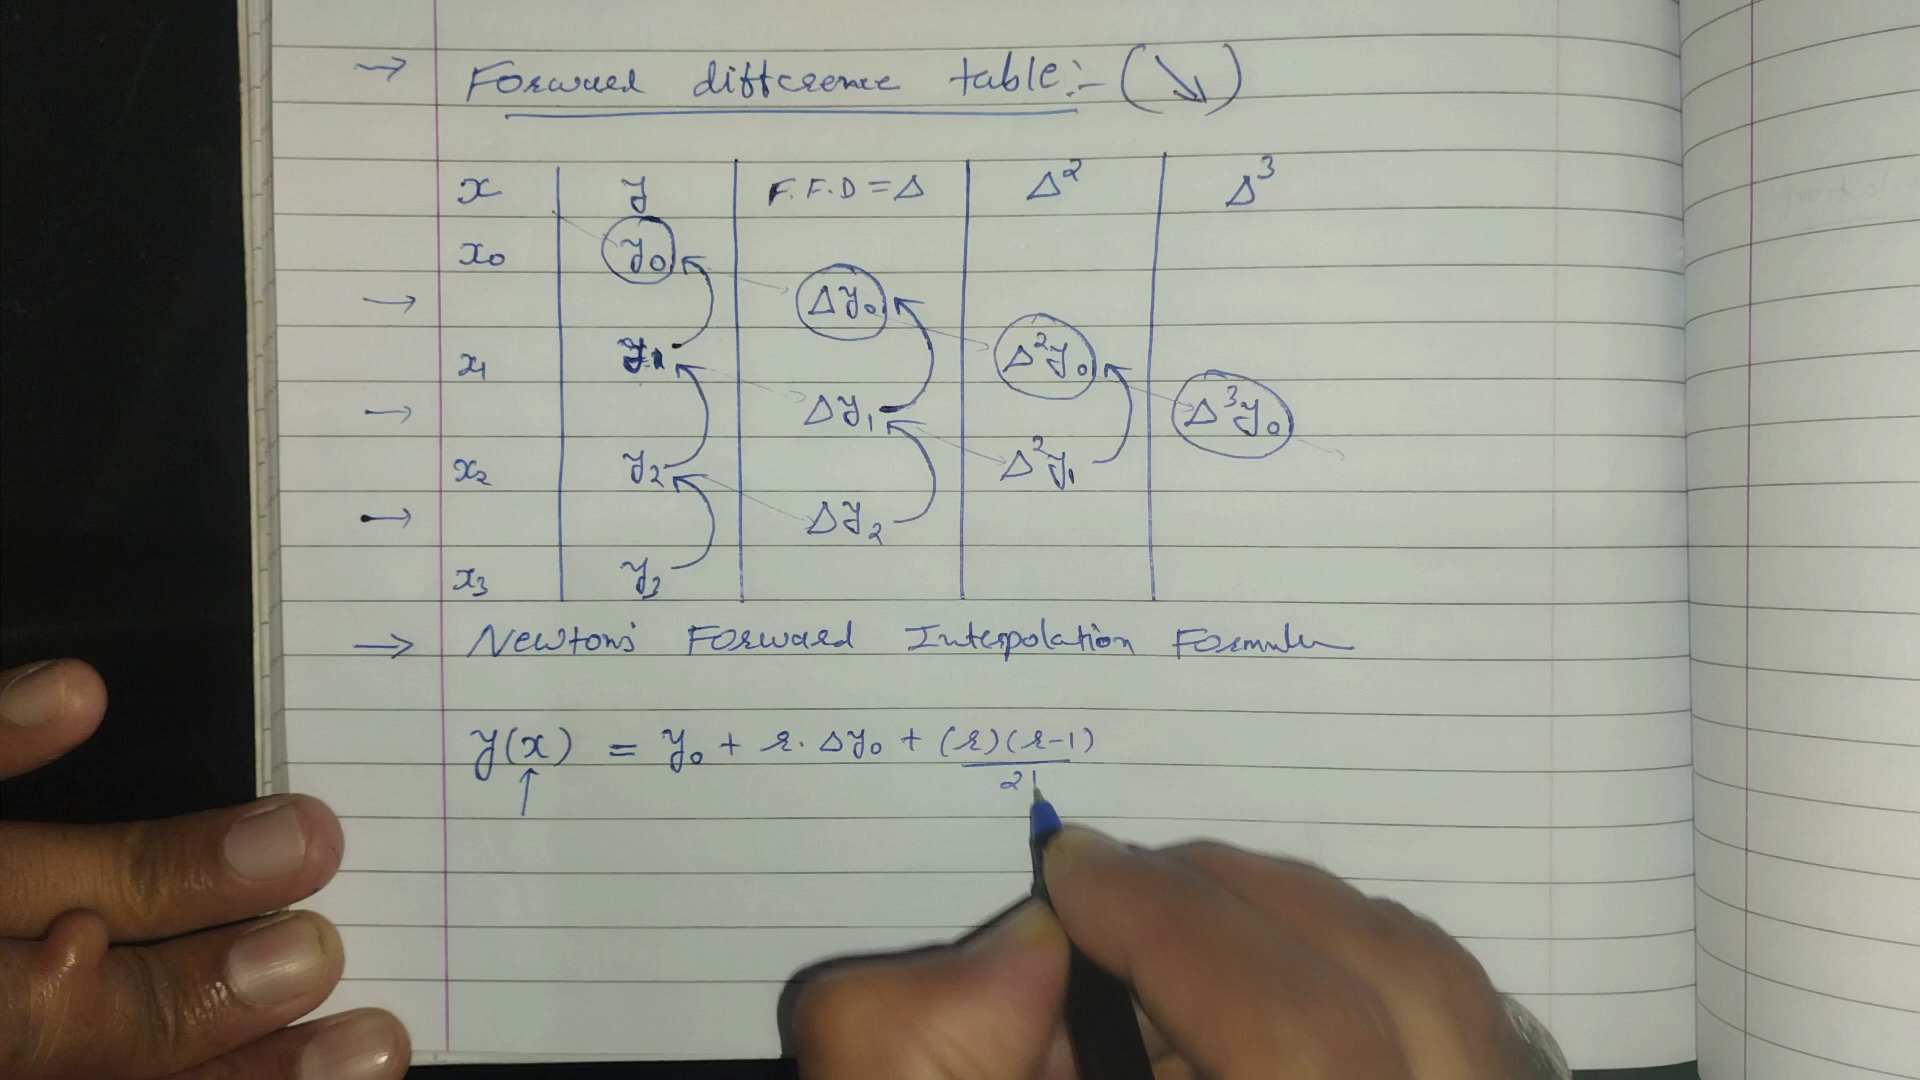 → Forward difference table:- (↘)
x y F.F.D = Δ Δ² Δ³
x₀ y₀
→ Δy₀
x₁ y₁ Δ²y₀
→ Δy₁ Δ³y₀
x₂ y₂ Δ²y₁
→ Δy₂
x₃ y₃
→ Newton's Forward Interpolation Formula
y(x) = y₀ + r. Δy₀ + (r)(r-1)
↑ 2!